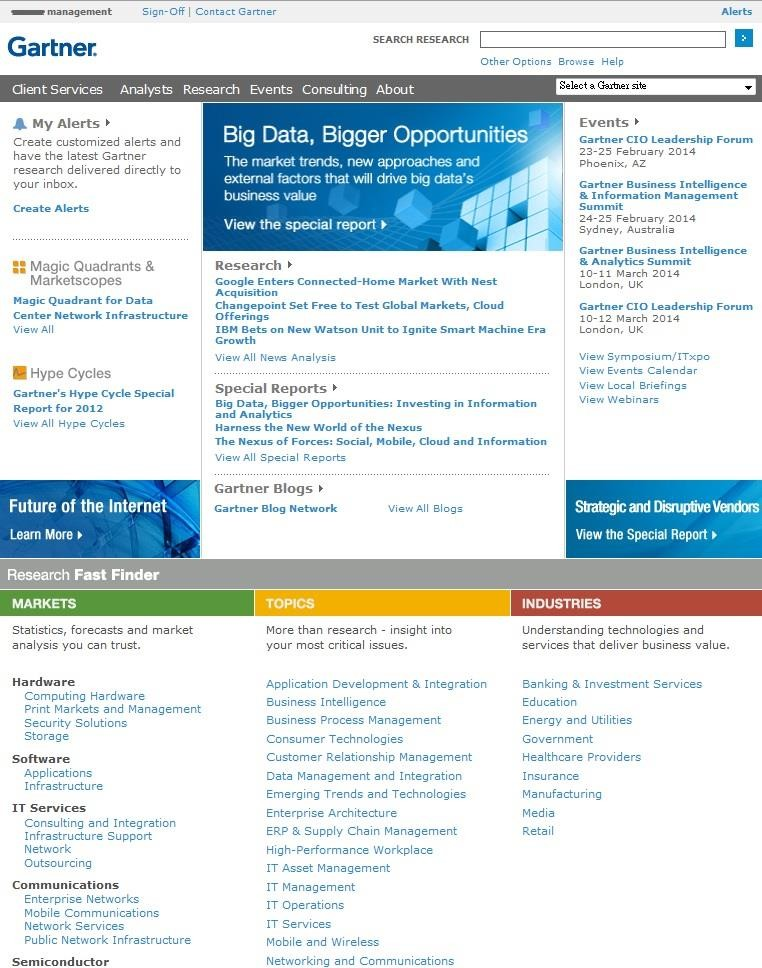 management
Sign-Off | Contact Gartner
Alerts
Gartner.
SEARCH RESEARCH
Other Options Browse Help
Client Services Analysts Research Events Consulting About
Select a Gartner site
My Alerts
Create customized alerts and
have the latest Gartner
research delivered directly to
your inbox.
Create Alerts
Magic Quadrants &
Marketscopes
Magic Quadrant for Data
Center Network Infrastructure
View All
Hype Cycles
Gartner's Hype Cycle Special
Report for 2012
View All Hype Cycles
Future of the Internet
Learn More
Big Data, Bigger Opportunities
The market trends, new approaches and
external factors that will drive big data's
business value
View the special report
Research
Google Enters Connected-Home Market With Nest
Acquisition
Changepoint Set Free to Test Global Markets, Cloud
Offerings
IBM Bets on New Watson Unit to Ignite Smart Machine Era
Growth
View All News Analysis
Special Reports
Big Data, Bigger Opportunities: Investing in Information
and Analytics
Harness the New World of the Nexus
The Nexus of Forces: Social, Mobile, Cloud and Information
View All Special Reports
Gartner Blogs
Gartner Blog Network
View All Blogs
Events
Gartner CIO Leadership Forum
23-25 February 2014
Phoenix, AZ
Gartner Business Intelligence
& Information Management
Summit
24-25 February 2014
Sydney, Australia
Gartner Business Intelligence
& Analytics Summit
10-11 March 2014
London, UK
Gartner CIO Leadership Forum
10-12 March 2014
London, UK
View Symposium/ITxpo
View Events Calendar
View Local Briefings
View Webinars
Strategic and Disruptive Vendors
View the Special Report
Research Fast Finder
MARKETS
Statistics, forecasts and market
analysis you can trust.
Hardware
Computing Hardware
Print Markets and Management
Security Solutions
Storage
Software
Applications
Infrastructure
IT Services
Consulting and Integration
Infrastructure Support
Network
Outsourcing
Communications
Enterprise Networks
Mobile Communications
Network Services
Public Network Infrastructure
Semiconductor
TOPICS
More than research - insight into
your most critical issues.
Application Development & Integration
Business Intelligence
Business Process Management
Consumer Technologies
Customer Relationship Management
Data Management and Integration
Emerging Trends and Technologies
Enterprise Architecture
ERP & Supply Chain Management
High-Performance Workplace
IT Asset Management
IT Management
IT Operations
IT Services
Mobile and Wireless
Networking and Communications
INDUSTRIES
Understanding technologies and
services that deliver business value.
Banking & Investment Services
Education
Energy and Utilities
Government
Healthcare Providers
Insurance
Manufacturing
Media
Retail